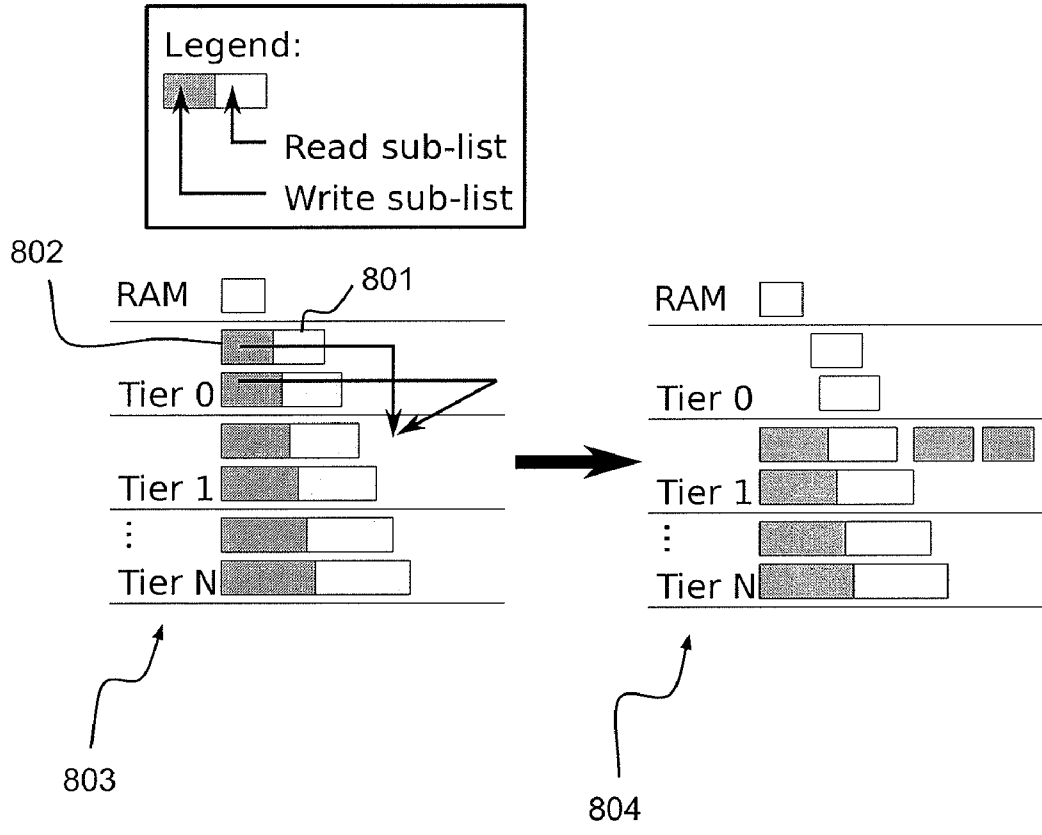 Legend:
Read sub-list
Write sub-list
802
801
RAM
Tier 0
Tier 1
⋮
Tier N
803
RAM
Tier 0
Tier 1
⋮
Tier N
804